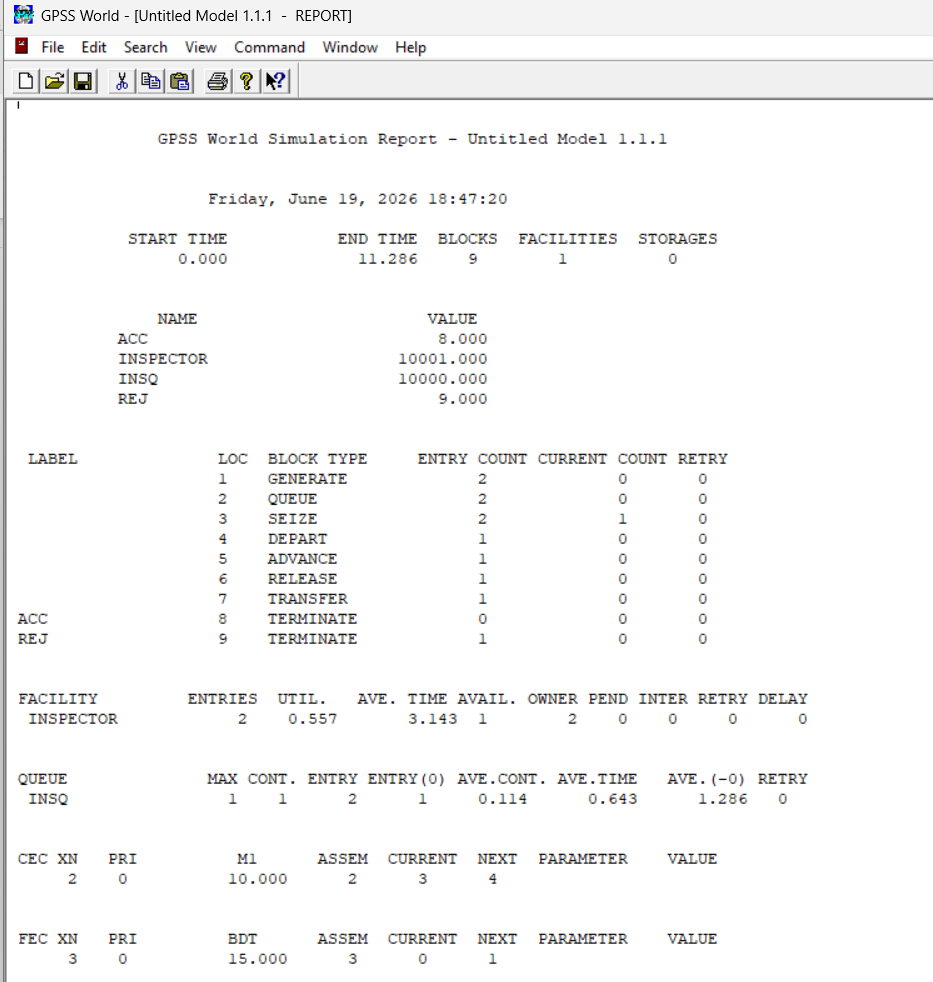 GPSS World - [Untitled Model 1.1.1 - REPORT]
File Edit Search View Command Window Help
GPSS World Simulation Report - Untitled Model 1.1.1
Friday, June 19, 2026 18:47:20
START TIME END TIME BLOCKS FACILITIES STORAGES
0.000 11.286 9 1 0
NAME VALUE
ACC 8.000
INSPECTOR 10001.000
INSQ 10000.000
REJ 9.000
LABEL LOC BLOCK TYPE ENTRY COUNT CURRENT COUNT RETRY
1 GENERATE 2 0 0
2 QUEUE 2 0 0
3 SEIZE 2 1 0
4 DEPART 1 0 0
5 ADVANCE 1 0 0
6 RELEASE 1 0 0
7 TRANSFER 1 0 0
ACC 8 TERMINATE 0 0 0
REJ 9 TERMINATE 1 0 0
FACILITY ENTRIES UTIL. AVE. TIME AVAIL. OWNER PEND INTER RETRY DELAY
INSPECTOR 2 0.557 3.143 1 2 0 0 0 0
QUEUE MAX CONT. ENTRY ENTRY(0) AVE.CONT. AVE.TIME AVE.(-0) RETRY
INSQ 1 1 2 1 0.114 0.643 1.286 0
CEC XN PRI M1 ASSEM CURRENT NEXT PARAMETER VALUE
2 0 10.000 2 3 4
FEC XN PRI BDT ASSEM CURRENT NEXT PARAMETER VALUE
3 0 15.000 3 0 1